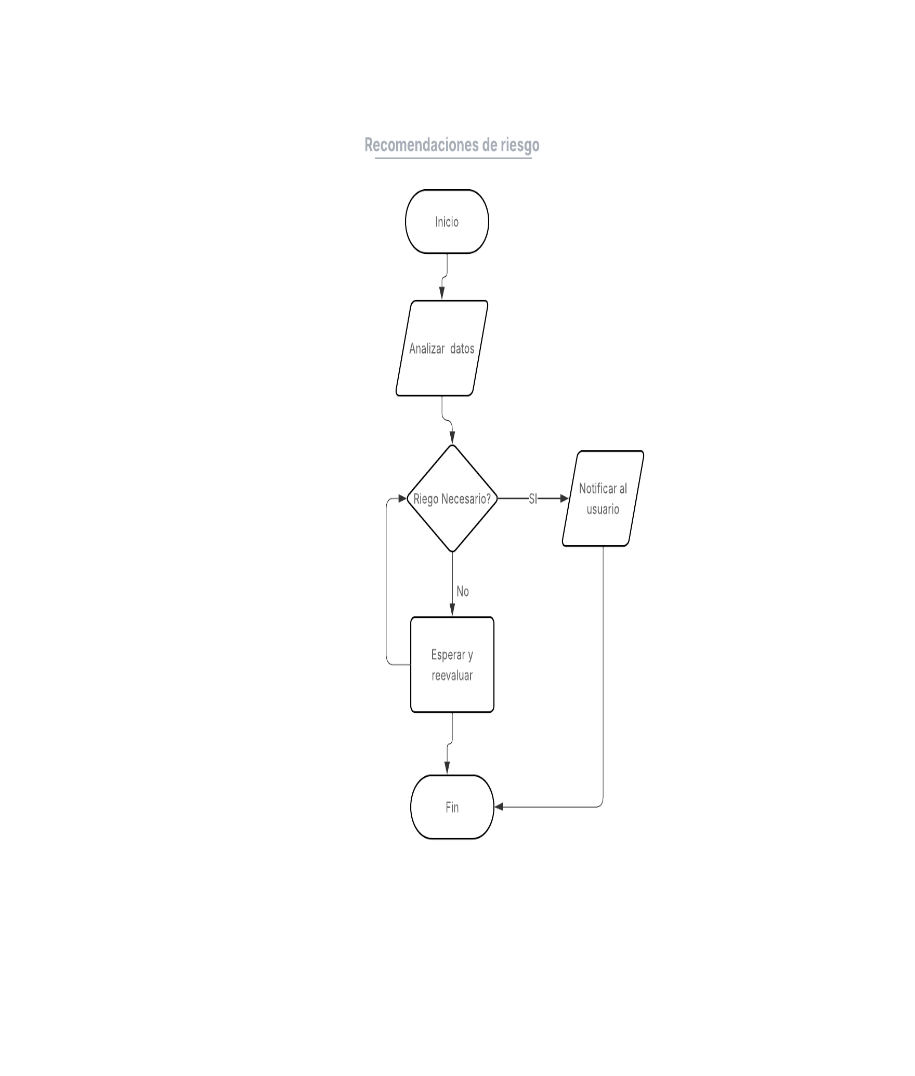 Recomendaciones de riesgo
Inicio
Analizar datos
Riego Necesario?
SI
Notificar al
usuario
No
Esperar y
reevaluar
Fin